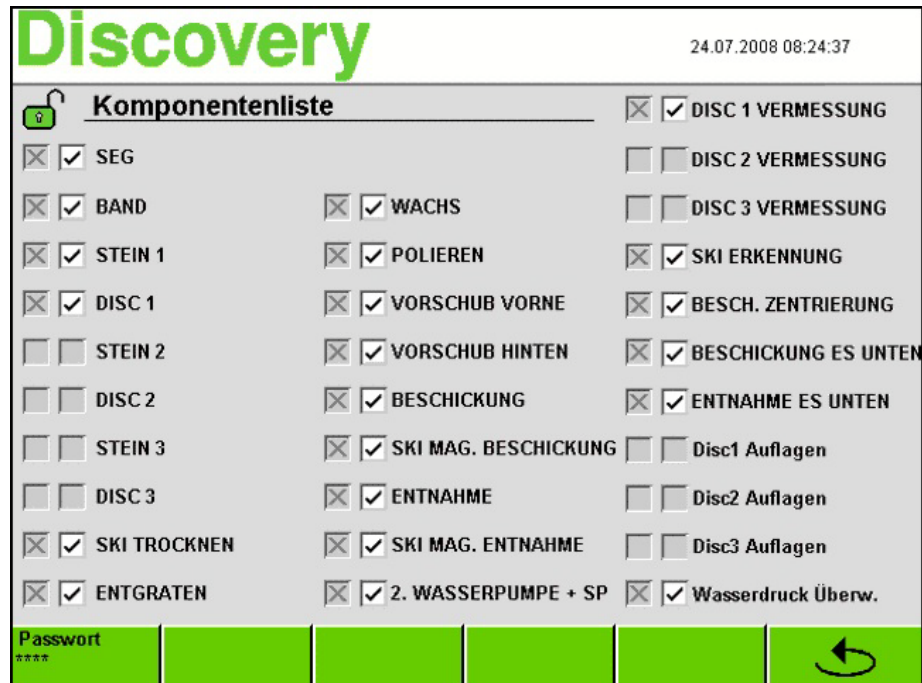 Discovery
24.07.2008 08:24:37
Komponentenliste
SEG
BAND
STEIN 1
DISC 1
STEIN 2
DISC 2
STEIN 3
DISC 3
SKI TROCKNEN
ENTGRATEN
WACHS
POLIEREN
VORSCHUB VORNE
VORSCHUB HINTEN
BESCHICKUNG
SKI MAG. BESCHICKUNG
ENTNAHME
SKI MAG. ENTNAHME
2. WASSERPUMPE + SP
DISC 1 VERMESSUNG
DISC 2 VERMESSUNG
DISC 3 VERMESSUNG
SKI ERKENNUNG
BESCH. ZENTRIERUNG
BESCHICKUNG ES UNTEN
ENTNAHME ES UNTEN
Disc1 Auflagen
Disc2 Auflagen
Disc3 Auflagen
Wasserdruck Überw.
Passwort
****